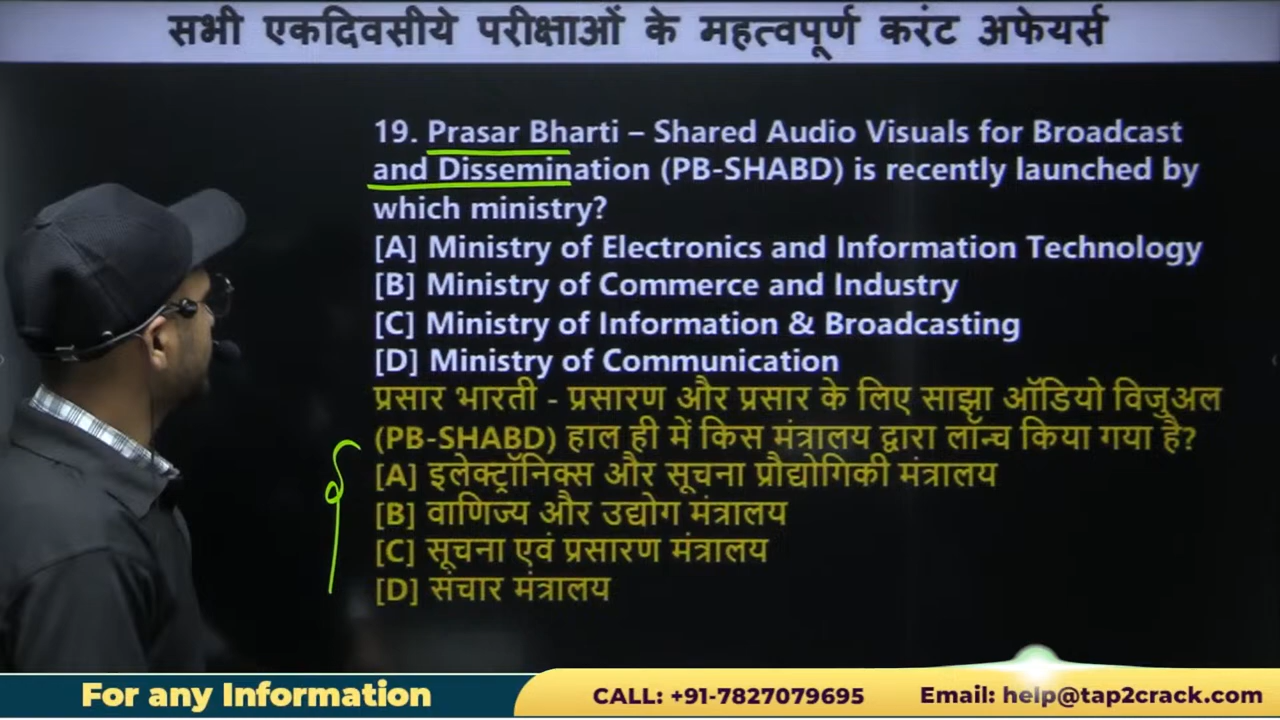 सभी एकदिवसीये परीक्षाओं के महत्वपूर्ण करंट अफेयर्स
19. Prasar Bharti – Shared Audio Visuals for Broadcast
and Dissemination (PB-SHABD) is recently launched by
which ministry?
[A] Ministry of Electronics and Information Technology
[B] Ministry of Commerce and Industry
[C] Ministry of Information & Broadcasting
[D] Ministry of Communication
प्रसार भारती - प्रसारण और प्रसार के लिए साझा ऑडियो विजुअल
(PB-SHABD) हाल ही में किस मंत्रालय द्वारा लॉन्च किया गया है?
[A] इलेक्ट्रॉनिक्स और सूचना प्रौद्योगिकी मंत्रालय
[B] वाणिज्य और उद्योग मंत्रालय
[C] सूचना एवं प्रसारण मंत्रालय
[D] संचार मंत्रालय
For any Information CALL: +91-7827079695 Email: help@tap2crack.com